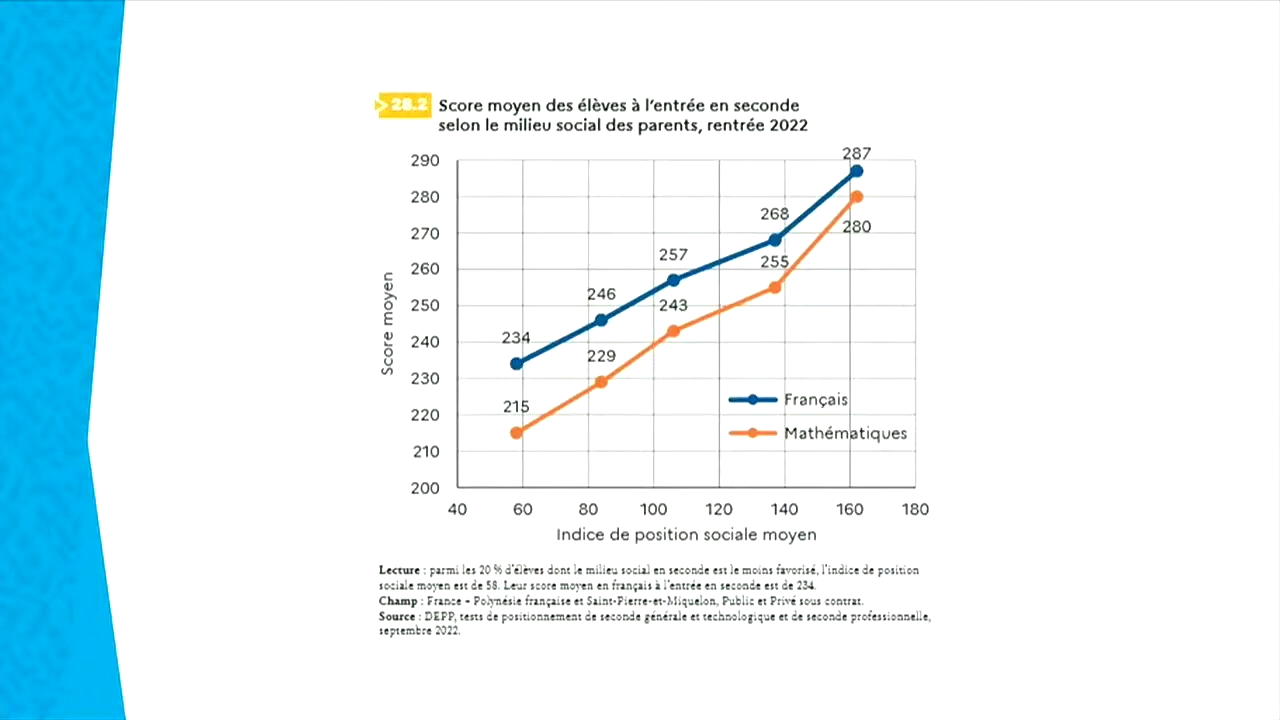 28.2 Score moyen des élèves à l'entrée en seconde
selon le milieu social des parents, rentrée 2022
290
280
270
260
250
240
230
220
210
200
Score moyen
287
280
268
255
257
243
246
229
234
215
Français
Mathématiques
40 60 80 100 120 140 160 180
Indice de position sociale moyen
Lecture : parmi les 20 % d'élèves dont le milieu social en seconde est le moins favorisé, l'indice de position
sociale moyen est de 58. Leur score moyen en français à l'entrée en seconde est de 234.
Champ : France - Polynésie française et Saint-Pierre-et-Miquelon, Public et Privé sous contrat.
Source : DEPP, tests de positionnement de seconde générale et technologique et de seconde professionnelle,
septembre 2022.